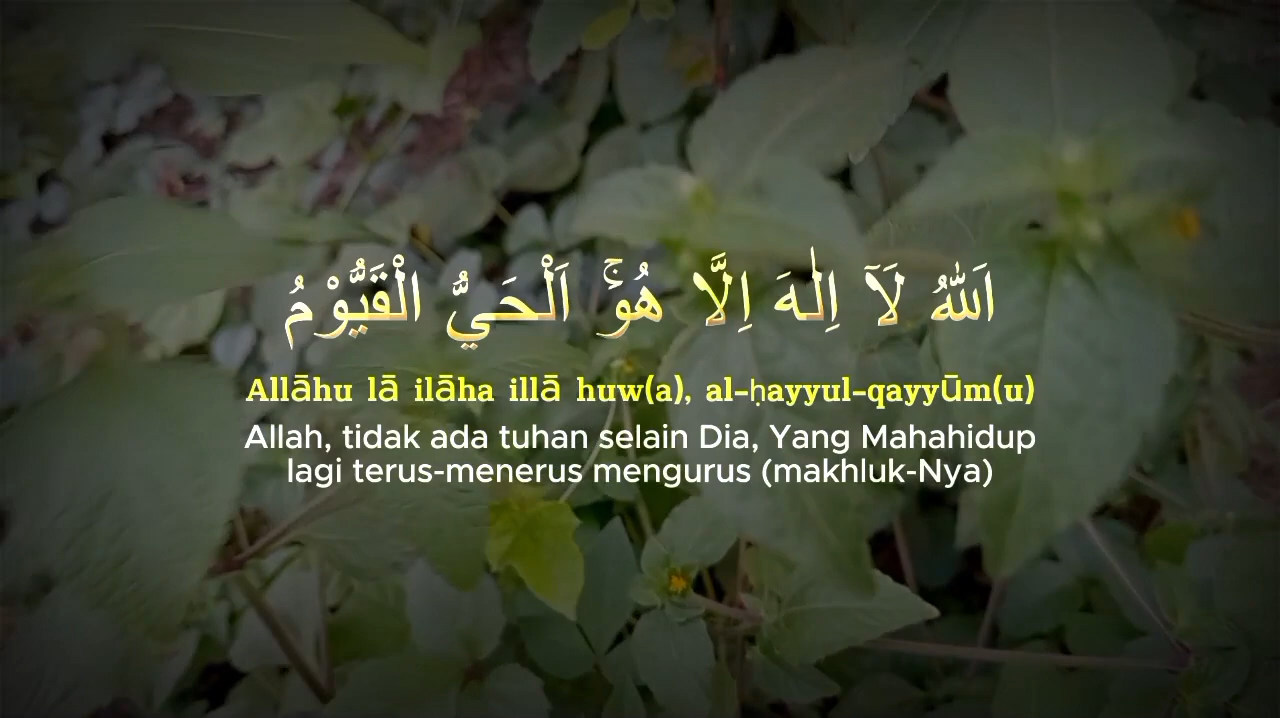 اَللّٰهُ لَآ اِلٰهَ اِلَّا هُوَۚ اَلْحَيُّ الْقَيُّوْمُ
Allāhu lā ilāha illā huw(a), al-ḥayyul-qayyŪm(u)
Allah, tidak ada tuhan selain Dia, Yang Mahahidup
lagi terus-menerus mengurus (makhluk-Nya)